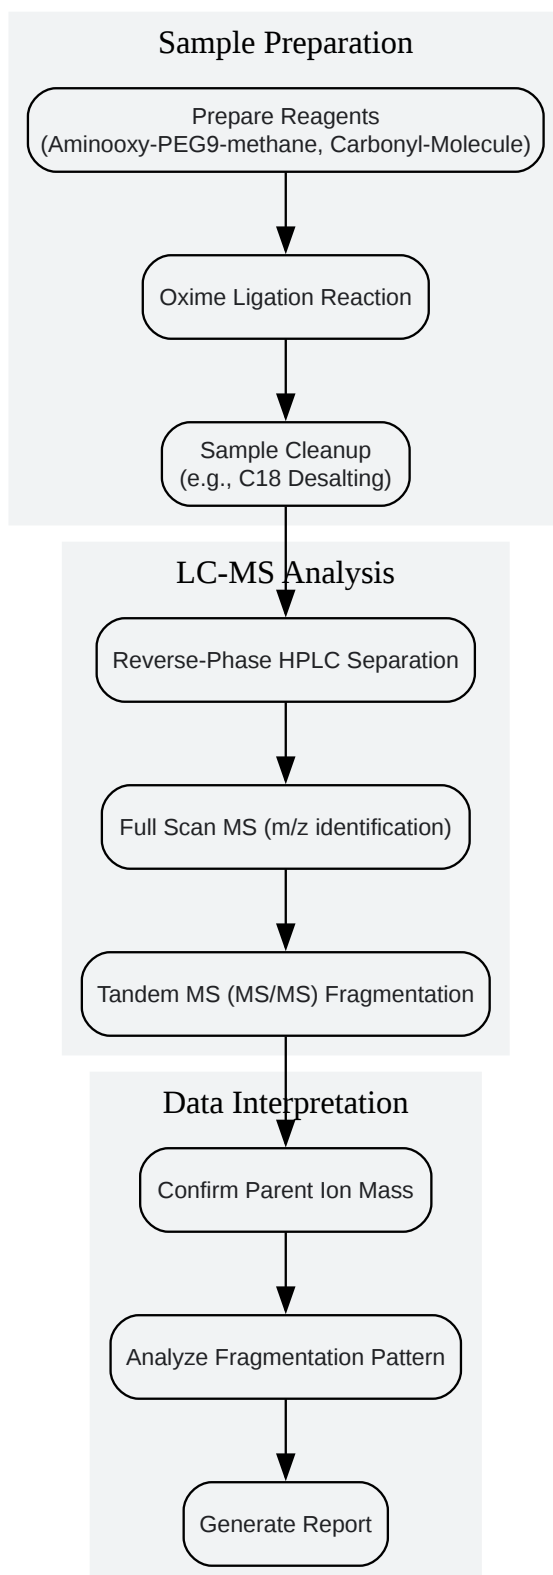 Sample Preparation
Prepare Reagents
(Aminooxy-PEG9-methane, Carbonyl-Molecule)
Oxime Ligation Reaction
Sample Cleanup
(e.g., C18 Desalting)
LC-MS Analysis
Reverse-Phase HPLC Separation
Full Scan MS (m/z identification)
Tandem MS (MS/MS) Fragmentation
Data Interpretation
Confirm Parent Ion Mass
Analyze Fragmentation Pattern
Generate Report